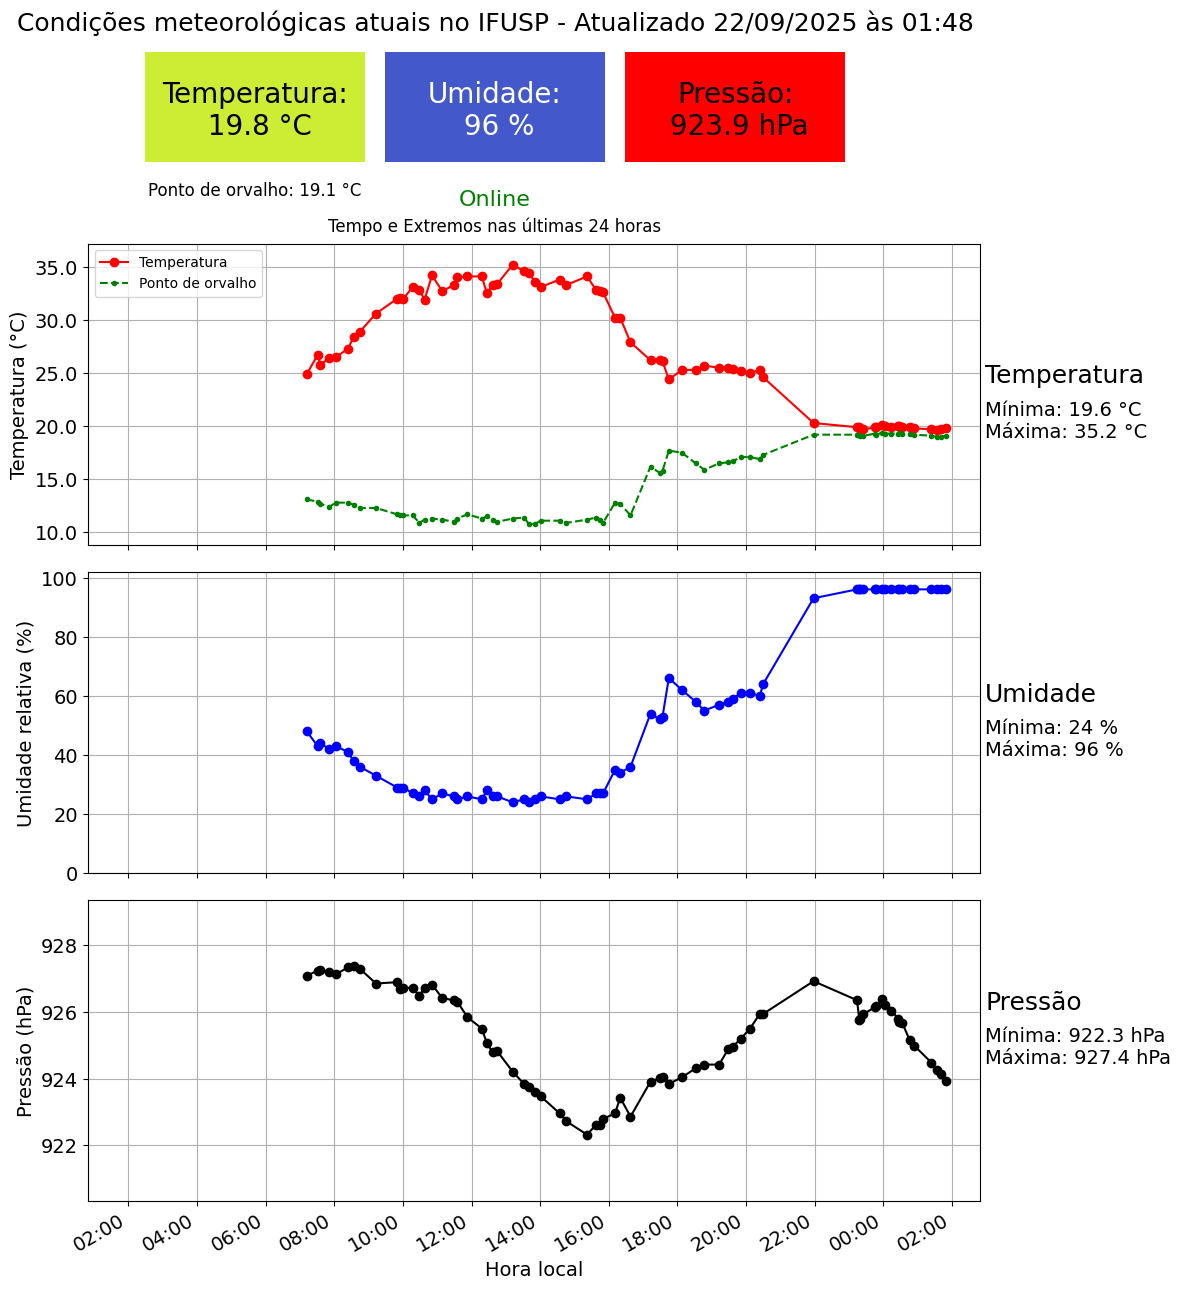 Condições meteorológicas atuais no IFUSP - Atualizado 22/09/2025 às 01:48
Temperatura:
19.8 °C
Umidade:
96 %
Pressão:
923.9 hPa
Ponto de orvalho: 19.1 °C
Online
Tempo e Extremos nas últimas 24 horas
Temperatura
Ponto de orvalho
Temperatura (°C)
35.0
30.0
25.0
20.0
15.0
10.0
Temperatura
Mínima: 19.6 °C
Máxima: 35.2 °C
Umidade relativa (%)
100
80
60
40
20
0
Umidade
Mínima: 24 %
Máxima: 96 %
Pressão (hPa)
928
926
924
922
Pressão
Mínima: 922.3 hPa
Máxima: 927.4 hPa
02:00 04:00 06:00 08:00 10:00 12:00 14:00 16:00 18:00 20:00 22:00 00:00 02:00
Hora local